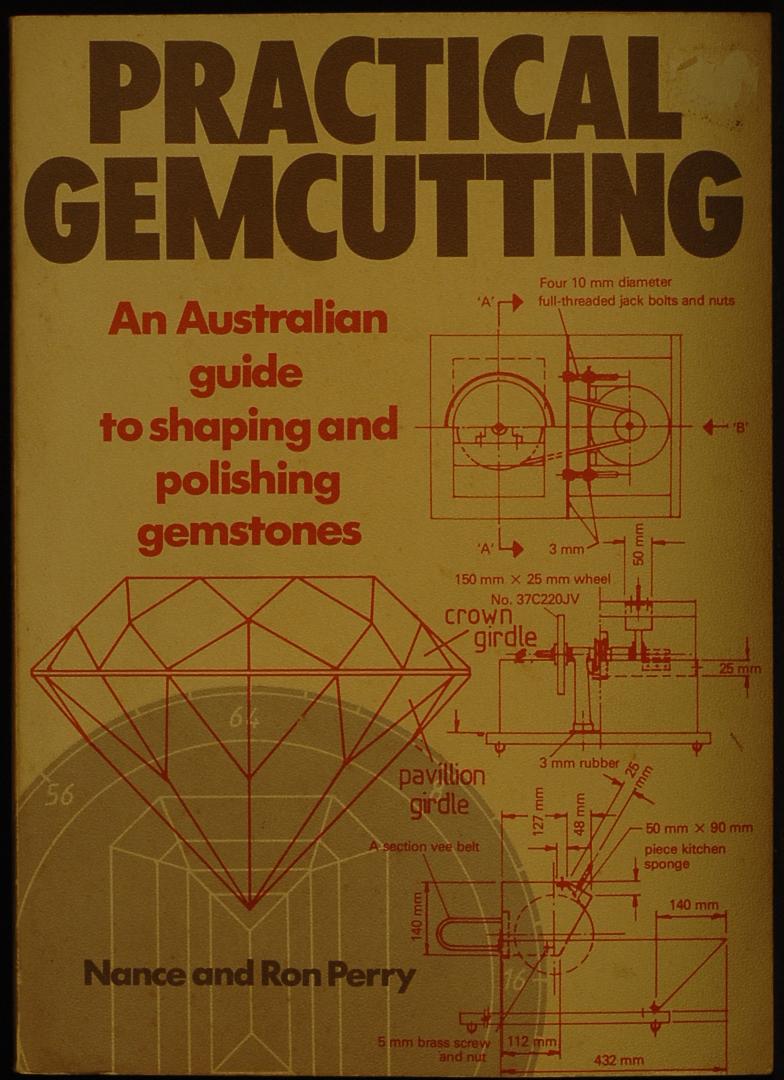 PRACTICAL
GEMCUTTING
An Australian
guide
to shaping and
polishing
gemstones
Four 10 mm diameter
full-threaded jack bolts and nuts
'A'
'B'
'A'
3 mm
50 mm
150 mm × 25 mm wheel
No. 37C220JV
crown
girdle
25 mm
3 mm rubber
64
56
pavillion
girdle
25
mm
127 mm
48 mm
50 mm × 90 mm
piece kitchen
sponge
A section vee belt
140 mm
140 mm
Nance and Ron Perry
16
5 mm brass screw
and nut
112 mm
432 mm